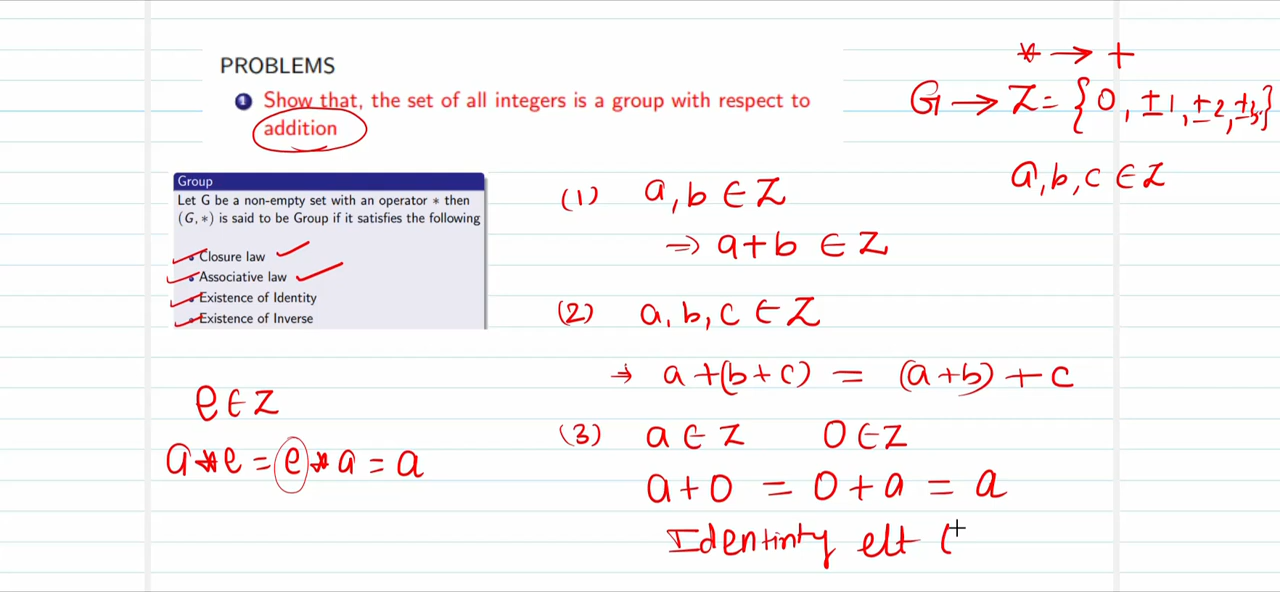 PROBLEMS
1 Show that, the set of all integers is a group with respect to
addition
* → +
G → Z = {0, ±1, ±2, ±3.}
a, b, c ∈ Z
Group
Let G be a non-empty set with an operator * then
(G, *) is said to be Group if it satisfies the following
• Closure law
• Associative law
• Existence of Identity
• Existence of Inverse
e ∈ Z
a * e = e * a = a
(1) a, b ∈ Z
⇒ a + b ∈ Z
(2) a, b, c ∈ Z
→ a + (b + c) = (a + b) + c
(3) a ∈ Z 0 ∈ Z
a + 0 = 0 + a = a
Identinty elt (